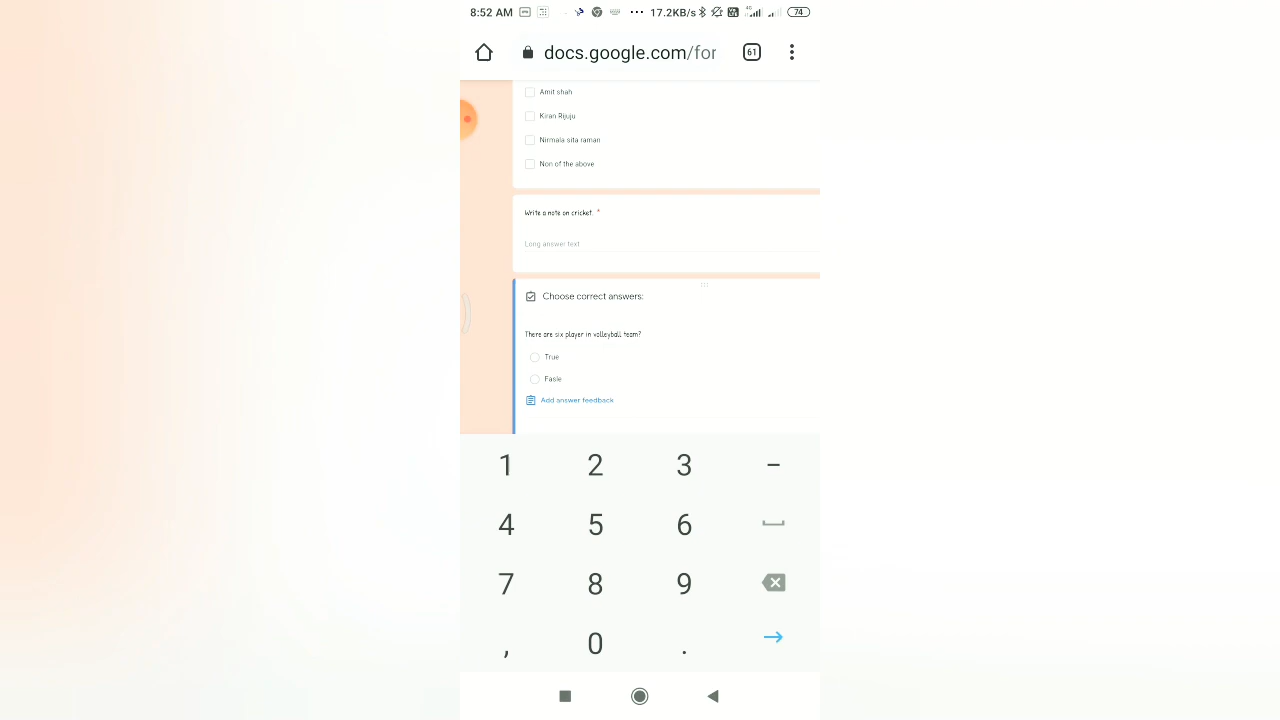 8:52 AM 17.2KB/s 4G 74
docs.google.com/for 61
Amit shah
Kiran Rijuju
Nirmala sita raman
Non of the above
Write a note on cricket. *
Long answer text
Choose correct answers:
There are six player in volleyball team?
True
Fasle
Add answer feedback
1 2 3 –
4 5 6
7 8 9
, 0 .